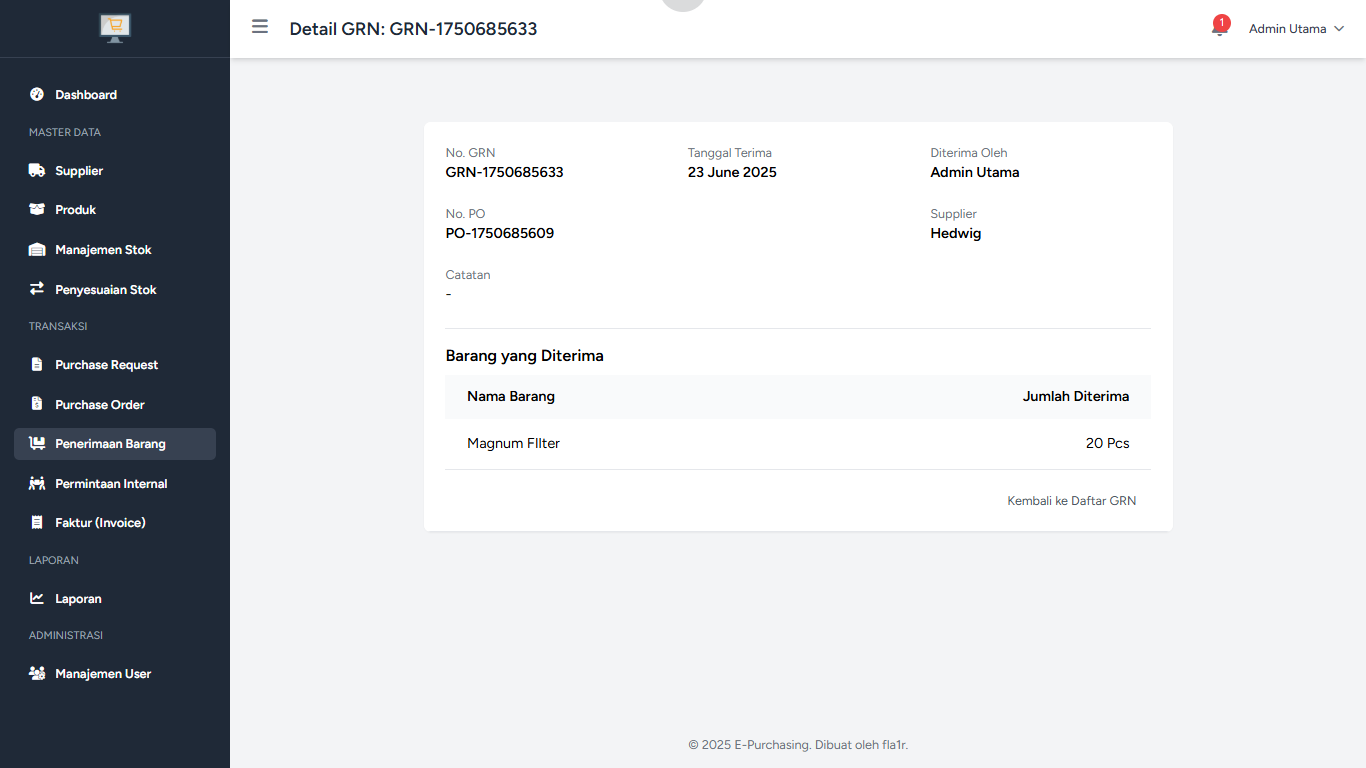 Detail GRN: GRN-1750685633
1
Admin Utama
Dashboard
MASTER DATA
Supplier
Produk
Manajemen Stok
Penyesuaian Stok
TRANSAKSI
Purchase Request
Purchase Order
Penerimaan Barang
Permintaan Internal
Faktur (Invoice)
LAPORAN
Laporan
ADMINISTRASI
Manajemen User
No. GRN
GRN-1750685633
Tanggal Terima
23 June 2025
Diterima Oleh
Admin Utama
No. PO
PO-1750685609
Supplier
Hedwig
Catatan
-
Barang yang Diterima
Nama Barang Jumlah Diterima
Magnum FIlter 20 Pcs
Kembali ke Daftar GRN
© 2025 E-Purchasing. Dibuat oleh fla1r.